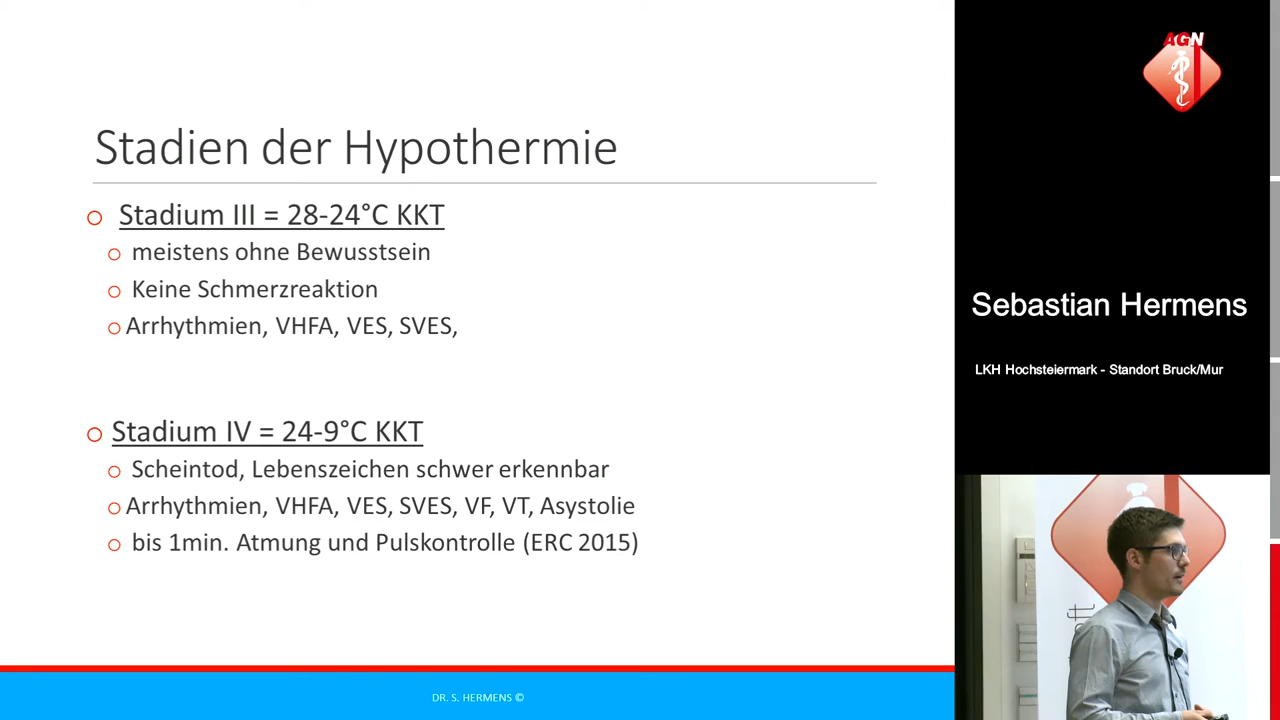 Stadien der Hypothermie
Stadium III = 28-24°C KKT
meistens ohne Bewusstsein
Keine Schmerzreaktion
Arrhythmien, VHFA, VES, SVES,
Stadium IV = 24-9°C KKT
Scheintod, Lebenszeichen schwer erkennbar
Arrhythmien, VHFA, VES, SVES, VF, VT, Asystolie
bis 1min. Atmung und Pulskontrolle (ERC 2015)
DR. S. HERMENS ©
AGN
Sebastian Hermens
LKH Hochsteiermark - Standort Bruck/Mur